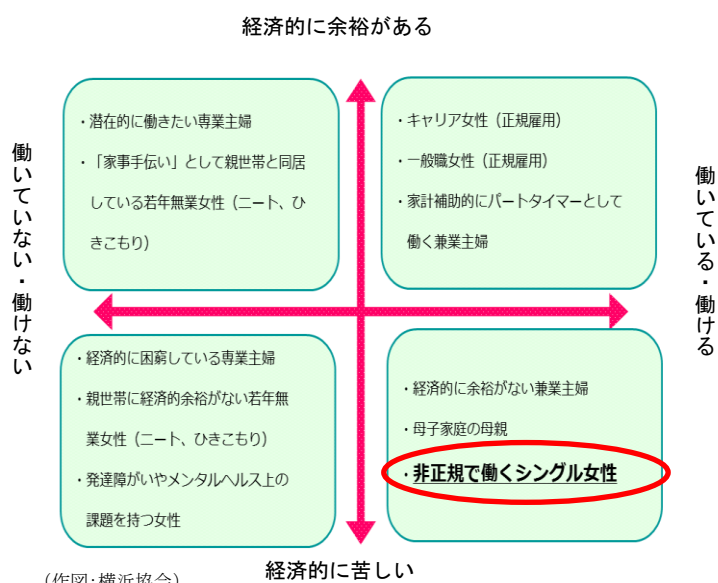 経済的に余裕がある
働いていない・働けない
・潜在的に働きたい専業主婦
・「家事手伝い」として親世帯と同居
している若年無業女性（ニート、ひ
きこもり）
・キャリア女性（正規雇用）
・一般職女性（正規雇用）
・家計補助的にパートタイマーとして
働く兼業主婦
働いている・働ける
・経済的に困窮している専業主婦
・親世帯に経済的余裕がない若年無
業女性（ニート、ひきこもり）
・発達障がいやメンタルヘルス上の
課題を持つ女性
・経済的に余裕がない兼業主婦
・母子家庭の母親
・非正規で働くシングル女性
経済的に苦しい
（作図：横浜協会）